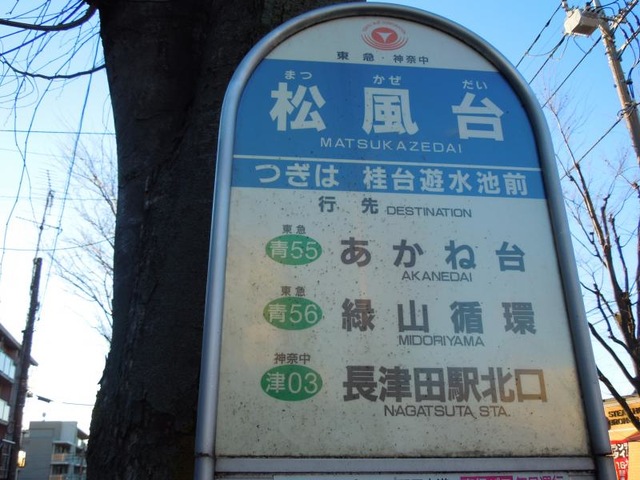 東急・神奈中
まつ かぜ だい
松風台
MATSUKAZEDAI
つぎは 桂台遊水池前
行先 DESTINATION
東急
青55 あかね台
AKANEDAI
東急
青56 緑山循環
MIDORIYAMA
神奈中
津03 長津田駅北口
NAGATSUTA STA.